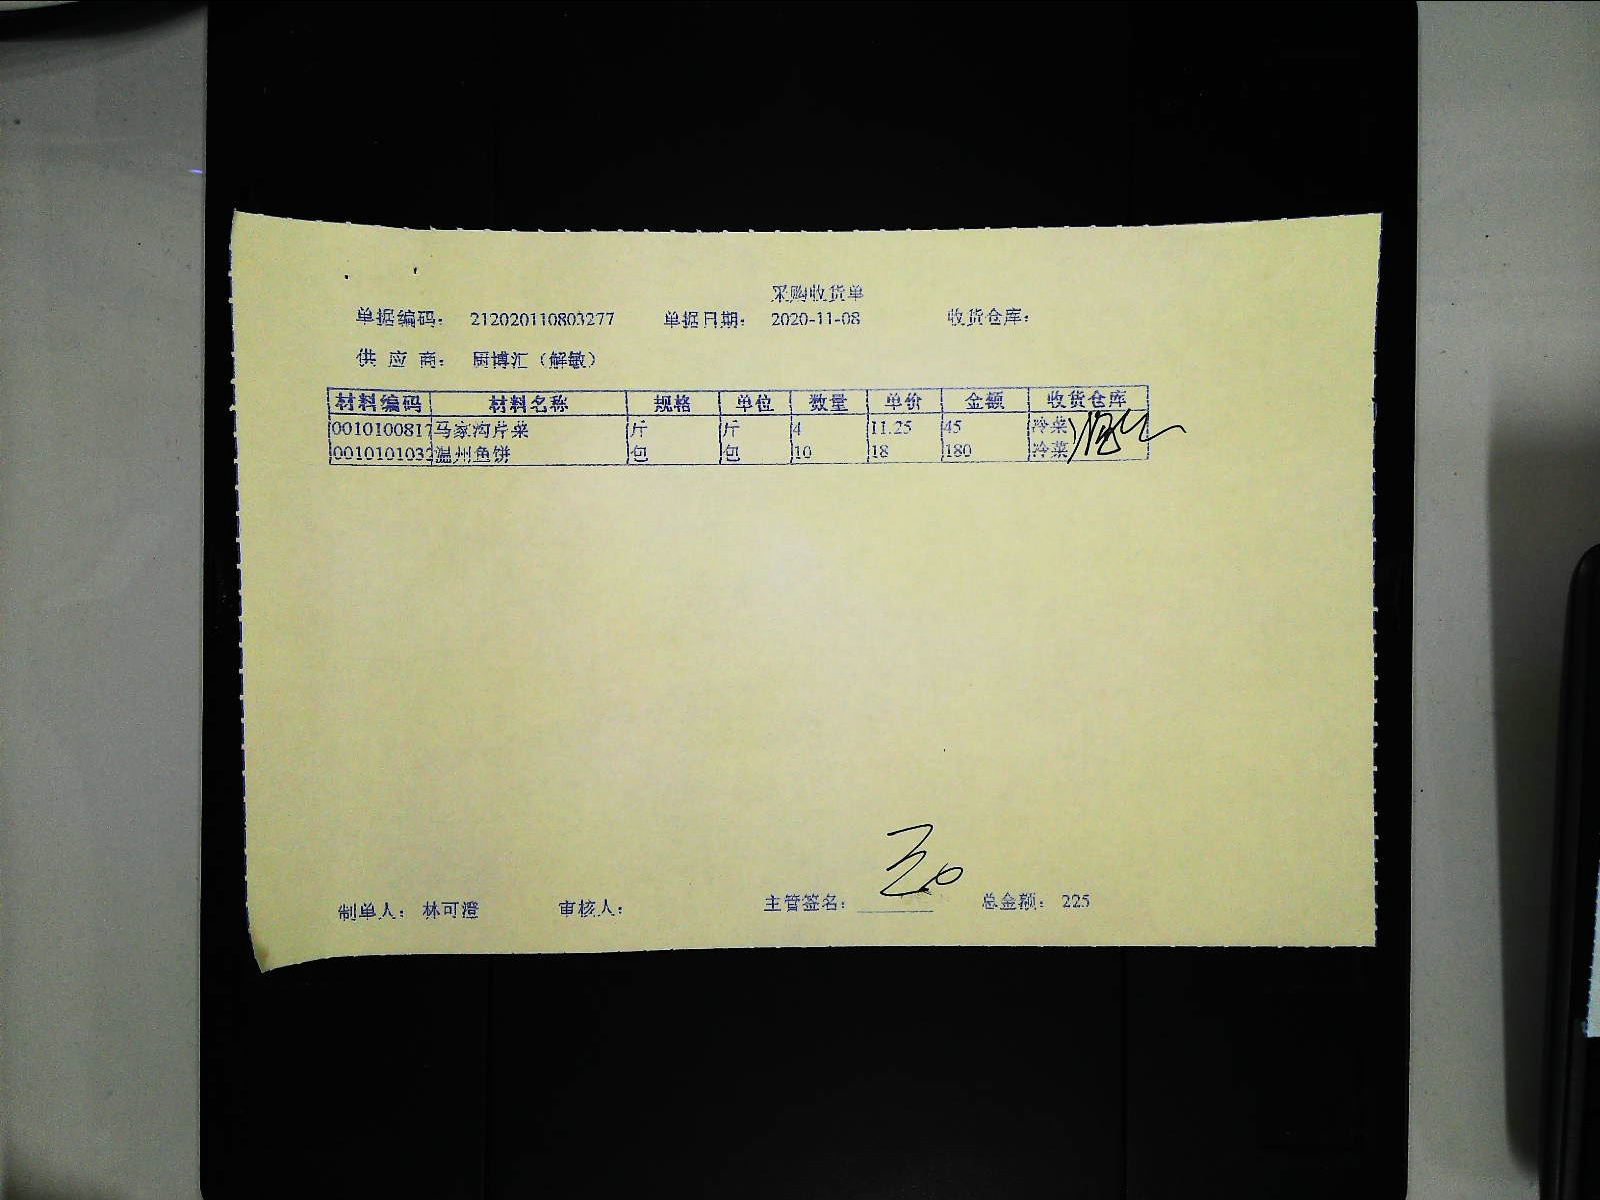 采购收货单
单据编码： 212020110803277 单据日期： 2020-11-08 收货仓库：
供 应 商： 厨博汇（解敏）
材料编码 材料名称 规格 单位 数量 单价 金额 收货仓库
0010100817 马家沟芹菜 斤 斤 4 11.25 45 冷菜
0010101032 温州鱼饼 包 包 10 18 180 冷菜
制单人： 林可澄 审核人： 主管签名： 总金额： 225